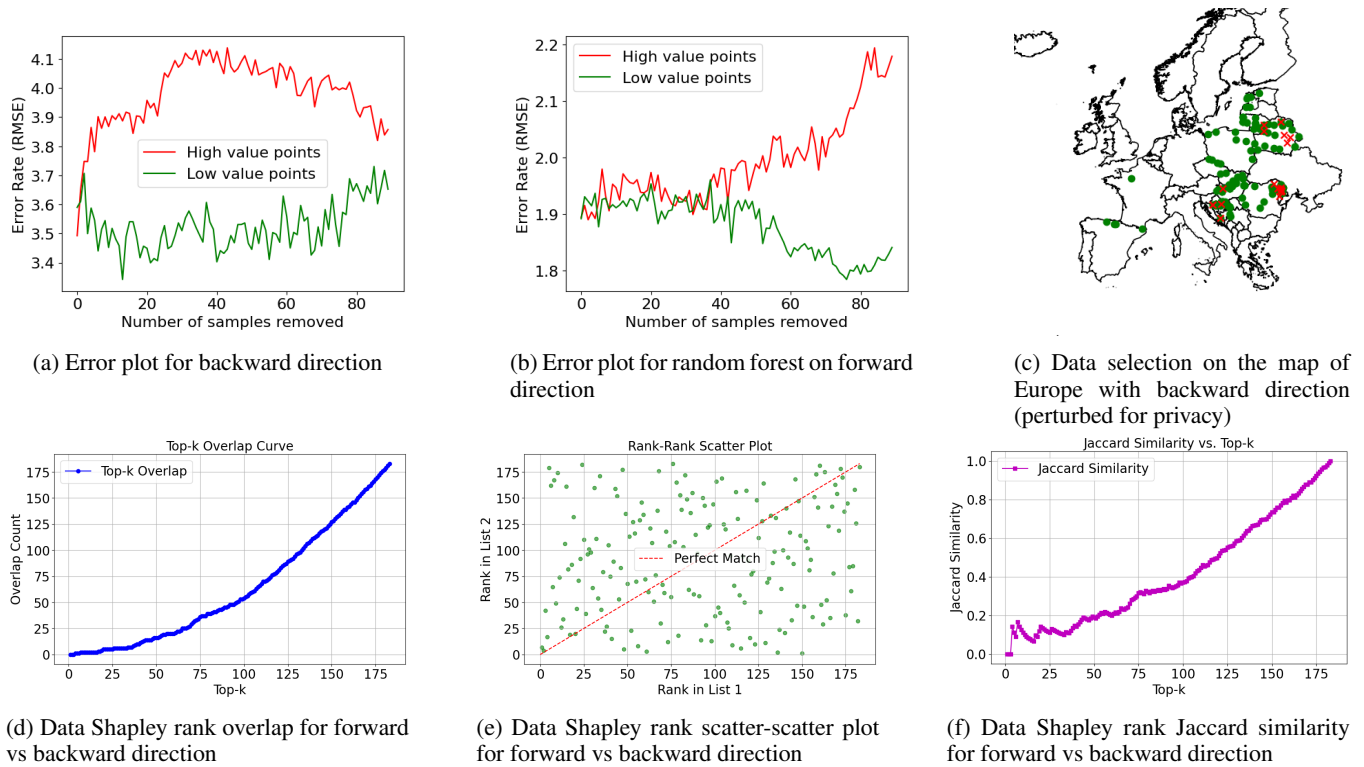 4.1
4.0
3.9
3.8
3.7
3.6
3.5
3.4
Error Rate (RMSE)
High value points
Low value points
0 20 40 60 80
Number of samples removed
(a) Error plot for backward direction
2.2
2.1
2.0
1.9
1.8
Error Rate (RMSE)
High value points
Low value points
0 20 40 60 80
Number of samples removed
(b) Error plot for random forest on forward
direction
(c) Data selection on the map of
Europe with backward direction
(perturbed for privacy)
Top-k Overlap Curve
Top-k Overlap
175
150
125
100
75
50
25
0
Overlap Count
0 25 50 75 100 125 150 175
Top-k
(d) Data Shapley rank overlap for forward
vs backward direction
Rank-Rank Scatter Plot
175
150
125
100
75
50
25
0
Rank in List 2
Perfect Match
0 25 50 75 100 125 150 175
Rank in List 1
(e) Data Shapley rank scatter-scatter plot
for forward vs backward direction
Jaccard Similarity vs. Top-k
Jaccard Similarity
1.0
0.8
0.6
0.4
0.2
0.0
Jaccard Similarity
0 25 50 75 100 125 150 175
Top-k
(f) Data Shapley rank Jaccard similarity
for forward vs backward direction